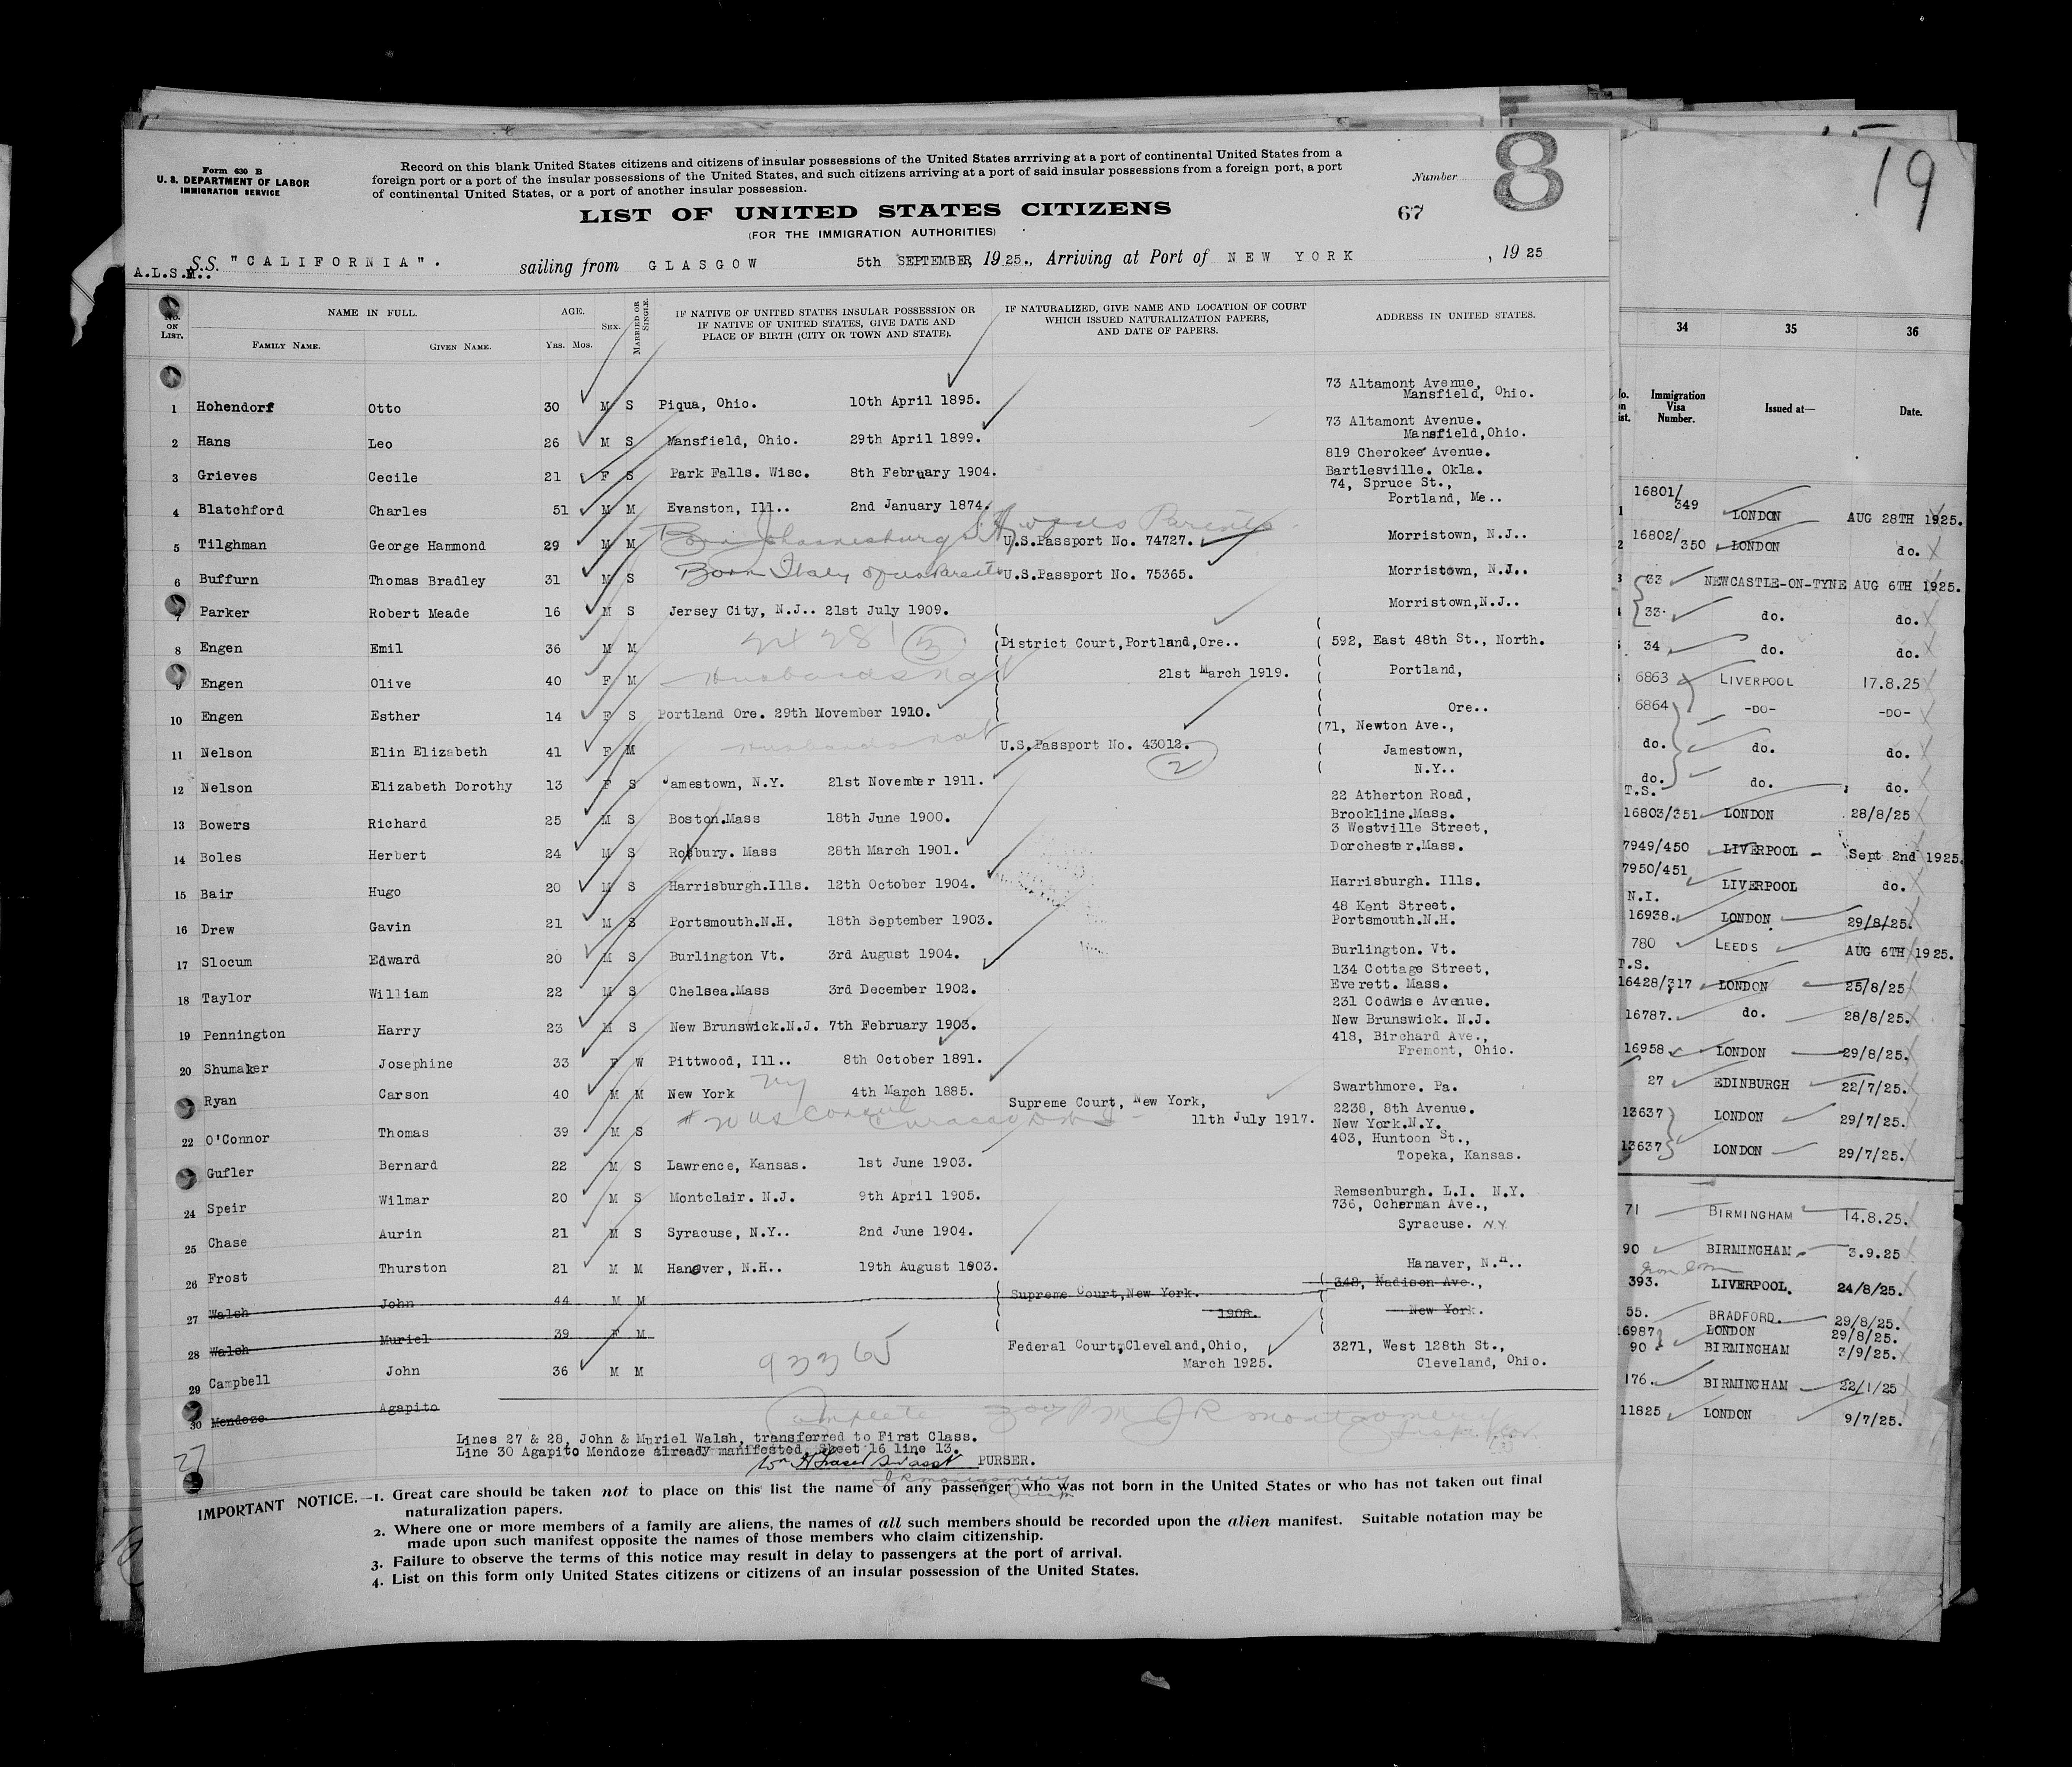 8
19
Form 630 B
U. S. DEPARTMENT OF LABOR
IMMIGRATION SERVICE
Record on this blank United States citizens and citizens of insular possessions of the United States arrriving at a port of continental United States from a
foreign port or a port of the insular possessions of the United States, and such citizens arriving at a port of said insular possessions from a foreign port, a port
of continental United States, or a port of another insular possession.
Number
67
LIST OF UNITED STATES CITIZENS
(FOR THE IMMIGRATION AUTHORITIES)
A.L.S.M.. S.S. "CALIFORNIA". sailing from GLASGOW 5th SEPTEMBER, 1925., Arriving at Port of NEW YORK , 1925
No. ON LIST. NAME IN FULL. AGE. SEX. MARRIED OR SINGLE. IF NATIVE OF UNITED STATES INSULAR POSSESSION OR IF NATIVE OF UNITED STATES, GIVE DATE AND PLACE OF BIRTH (CITY OR TOWN AND STATE). IF NATURALIZED, GIVE NAME AND LOCATION OF COURT WHICH ISSUED NATURALIZATION PAPERS, AND DATE OF PAPERS. ADDRESS IN UNITED STATES.
FAMILY NAME. GIVEN NAME. Yrs. Mos.
1 Hohendorf Otto 30 M S Piqua, Ohio. 10th April 1895. 73 Altamont Avenue, Mansfield, Ohio.
2 Hans Leo 26 M S Mansfield, Ohio. 29th April 1899. 73 Altamont Avenue. Mansfield,Ohio.
3 Grieves Cecile 21 F S Park Falls. Wisc. 8th February 1904. 819 Cherokee Avenue. Bartlesville. Okla.
4 Blatchford Charles 51 M M Evanston, Ill.. 2nd January 1874. 74, Spruce St., Portland, Me..
5 Tilghman George Hammond 29 M M Born Johannesburg S.A. of U S Parents U.S.Passport No. 74727. Morristown, N.J..
6 Buffurn Thomas Bradley 31 M S Born Italy of US Parents U.S.Passport No. 75365. Morristown, N.J..
7 Parker Robert Meade 16 M S Jersey City, N.J.. 21st July 1909. Morristown,N.J..
8 Engen Emil 36 M M (3) District Court,Portland,Ore.. 592, East 48th St., North.
9 Engen Olive 40 F M Husbands Nat 21st March 1919. Portland,
10 Engen Esther 14 F S Portland Ore. 29th November 1910. Ore..
11 Nelson Elin Elizabeth 41 F M Husbands nat U.S.Passport No. 43012. (2) 71, Newton Ave., Jamestown, N.Y..
12 Nelson Elizabeth Dorothy 13 F S Jamestown, N.Y. 21st November 1911.
13 Bowers Richard 25 M S Boston.Mass 18th June 1900. 22 Atherton Road, Brookline.Mass.
14 Boles Herbert 24 M S Roxbury. Mass 28th March 1901. 3 Westville Street, Dorchester.Mass.
15 Bair Hugo 20 M S Harrisburgh.Ills. 12th October 1904. Harrisburgh. Ills.
16 Drew Gavin 21 M S Portsmouth.N.H. 18th September 1903. 48 Kent Street. Portsmouth.N.H.
17 Slocum Edward 20 M S Burlington Vt. 3rd August 1904. Burlington. Vt.
18 Taylor William 22 M S Chelsea.Mass 3rd December 1902. 134 Cottage Street, Everett. Mass.
19 Pennington Harry 23 M S New Brunswick.N.J. 7th February 1903. 231 Codwise Avenue. New Brunswick. N.J.
20 Shumaker Josephine 33 F W Pittwood, Ill.. 8th October 1891. 418, Birchard Ave., Fremont, Ohio.
Ryan Carson 40 M M New York NY 4th March 1885. Swarthmore. Pa.
22 O'Connor Thomas 39 M S Supreme Court, New York, 11th July 1917. 2238, 8th Avenue. New York.N.Y.
Gufler Bernard 22 M S Lawrence, Kansas. 1st June 1903. 403, Huntoon St., Topeka, Kansas.
24 Speir Wilmar 20 M S Montclair. N.J. 9th April 1905. Remsenburgh. L.I. N.Y.
25 Chase Aurin 21 M S Syracuse, N.Y.. 2nd June 1904. 736, Ocherman Ave., Syracuse. N.Y.
26 Frost Thurston 21 M M Hanover, N.H.. 19th August 1903. Hanaver, N.H..
27 Walsh John 44 M M Supreme Court,New York. 1908. 348, Madison Ave., New York.
28 Walsh Muriel 39 F M
29 Campbell John 36 M M 93365 Federal Court,Cleveland,Ohio, March 1925. 3271, West 128th St., Cleveland, Ohio.
30 Mendoze Agapito
Complete JR Montgomery
Lines 27 & 28, John & Muriel Walsh, transferred to First Class.
Line 30 Agapito Mendoze already manifested, Sheet 16 line 13.
PURSER.
27
IMPORTANT NOTICE.—1. Great care should be taken not to place on this list the name of any passenger who was not born in the United States or who has not taken out final
naturalization papers.
2. Where one or more members of a family are aliens, the names of all such members should be recorded upon the alien manifest. Suitable notation may be
made upon such manifest opposite the names of those members who claim citizenship.
3. Failure to observe the terms of this notice may result in delay to passengers at the port of arrival.
4. List on this form only United States citizens or citizens of an insular possession of the United States.
34 35 36
Immigration Visa Number. Issued at— Date.
16801/349 LONDON AUG 28TH 1925.
16802/350 LONDON do.
33 NEWCASTLE-ON-TYNE AUG 6TH 1925.
33. do. do.
34 do. do.
6863 LIVERPOOL 17.8.25
6864 -DO- -DO-
do. do. do.
do. do. do.
T.S.
16803/351 LONDON 28/8/25
7949/450 LIVERPOOL Sept 2nd 1925.
7950/451 LIVERPOOL do.
N.I.
16938. LONDON 29/8/25.
780 LEEDS AUG 6TH 1925.
T.S.
16428/317 LONDON 25/8/25
16787. do. 28/8/25.
16958 LONDON 29/8/25.
27 EDINBURGH 22/7/25.
13637 LONDON 29/7/25.
13637 LONDON 29/7/25.
71 BIRMINGHAM 14.8.25.
90 BIRMINGHAM 3.9.25
393. LIVERPOOL. 24/8/25.
55. BRADFORD. 29/8/25.
16987 LONDON 29/8/25.
90 BIRMINGHAM 3/9/25.
176. BIRMINGHAM 22/1/25
11825 LONDON 9/7/25.